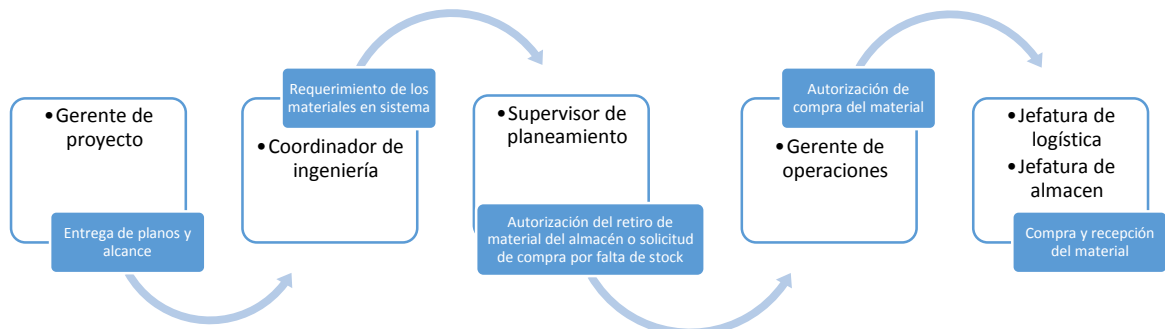 • Gerente de
proyecto
Entrega de planos y
alcance
Requerimiento de los
materiales en sistema
• Coordinador de
ingeniería
• Supervisor de
planeamiento
Autorización del retiro de
material del almacén o solicitud
de compra por falta de stock
Autorización de
compra del material
• Gerente de
operaciones
• Jefatura de
logística
• Jefatura de
almacen
Compra y recepción
del material